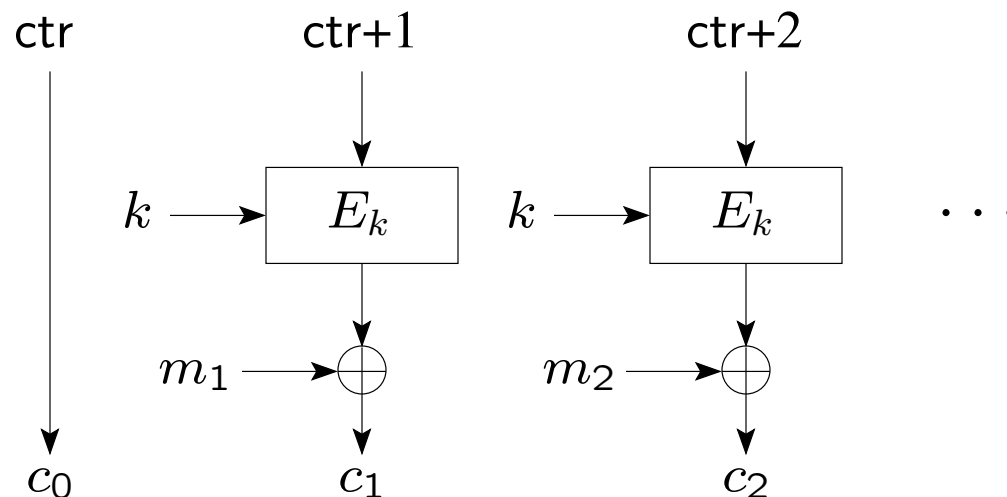 ctr ctr+1 ctr+2
k E_k k E_k ...
m_1 m_2
c_0 c_1 c_2